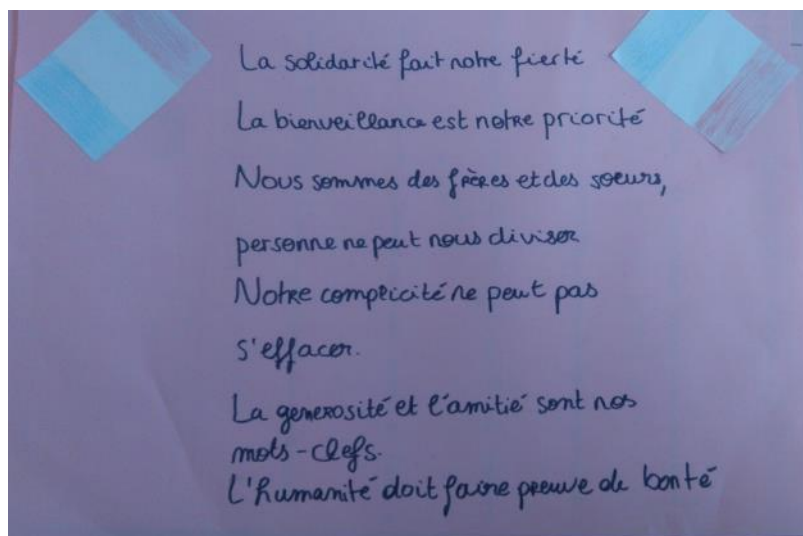 La solidarité fait notre fierté
La bienveillance est notre priorité
Nous sommes des frères et des soeurs,
personne ne peut nous diviser
Notre complicité ne peut pas
s'effacer.
La generosité et l'amitié sont nos
mots-clefs.
L'humanité doit faire preuve de bonté